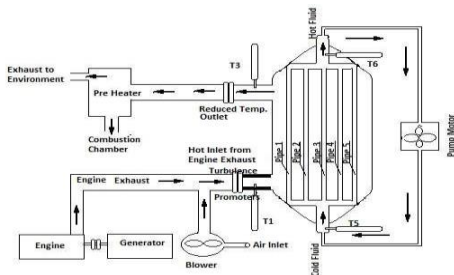 Hot Fluid
T3
T6
Exhaust to
Environment
Pre Heater
Reduced Temp.
Outlet
Combustion
Chamber
Hot Inlet from
Engine Exhaust
Turbulence
Promoters
Engine Exhaust
Pipe 1
Pipe 2
Pipe 3
Pipe 4
Pipe 5
Pump Motor
T1
T5
Engine
Generator
Blower
Air Inlet
Cold Fluid